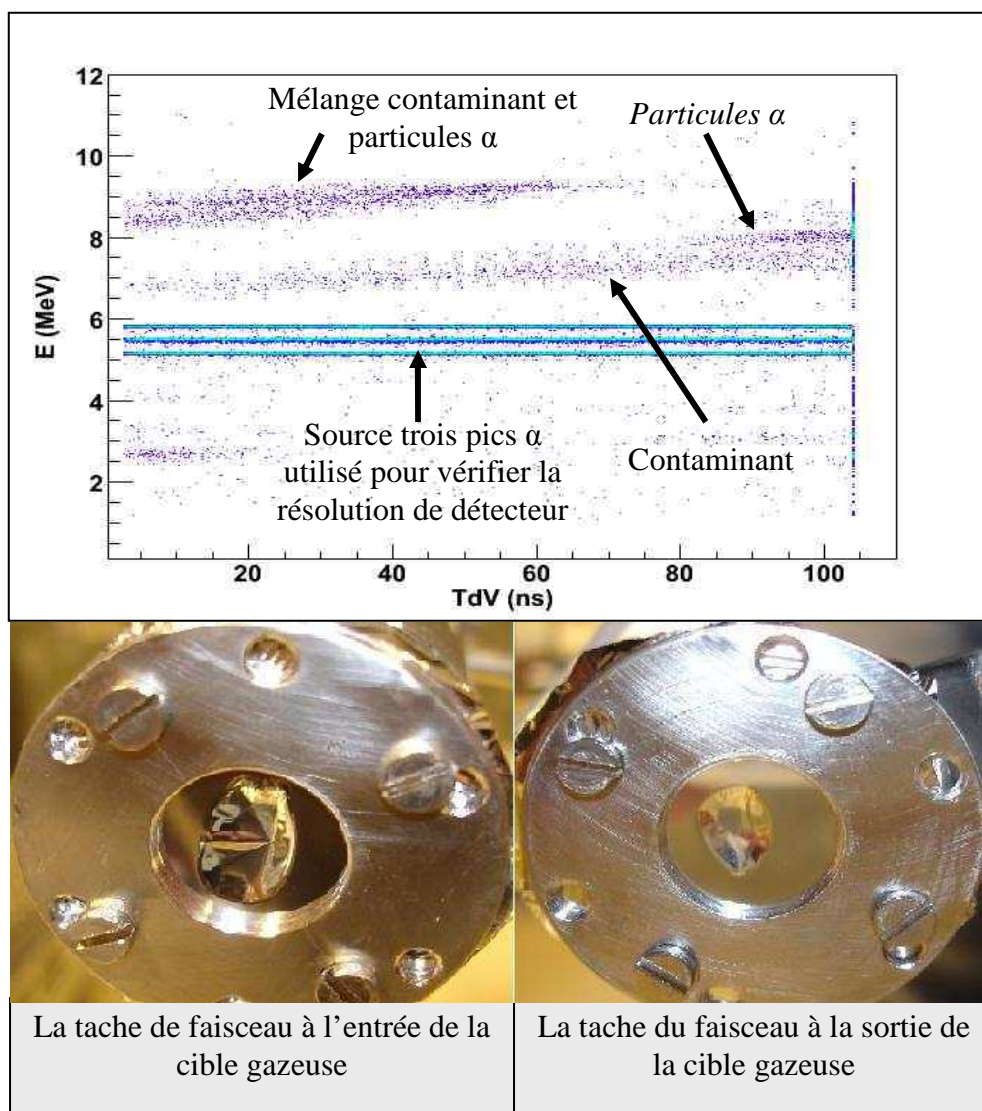 12
10
8
6
4
2
E (MeV)
Mélange contaminant et
particules α
Particules α
Source trois pics α
utilisé pour vérifier la
résolution de détecteur
Contaminant
20 40 60 80 100
TdV (ns)
La tache de faisceau à l’entrée de la
cible gazeuse
La tache du faisceau à la sortie de
la cible gazeuse